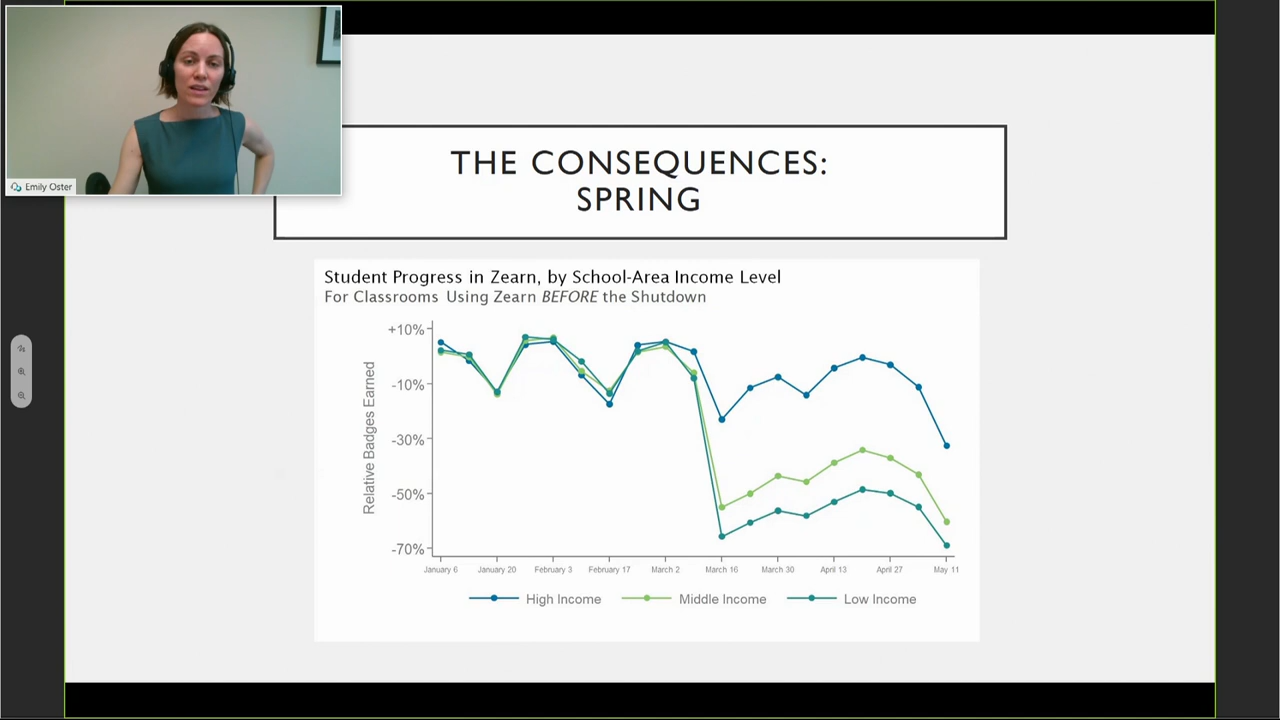 Emily Oster
THE CONSEQUENCES:
SPRING
Student Progress in Zearn, by School-Area Income Level
For Classrooms Using Zearn BEFORE the Shutdown
Relative Badges Earned
+10%
-10%
-30%
-50%
-70%
January 6 January 20 February 3 February 17 March 2 March 16 March 30 April 13 April 27 May 11
High Income Middle Income Low Income